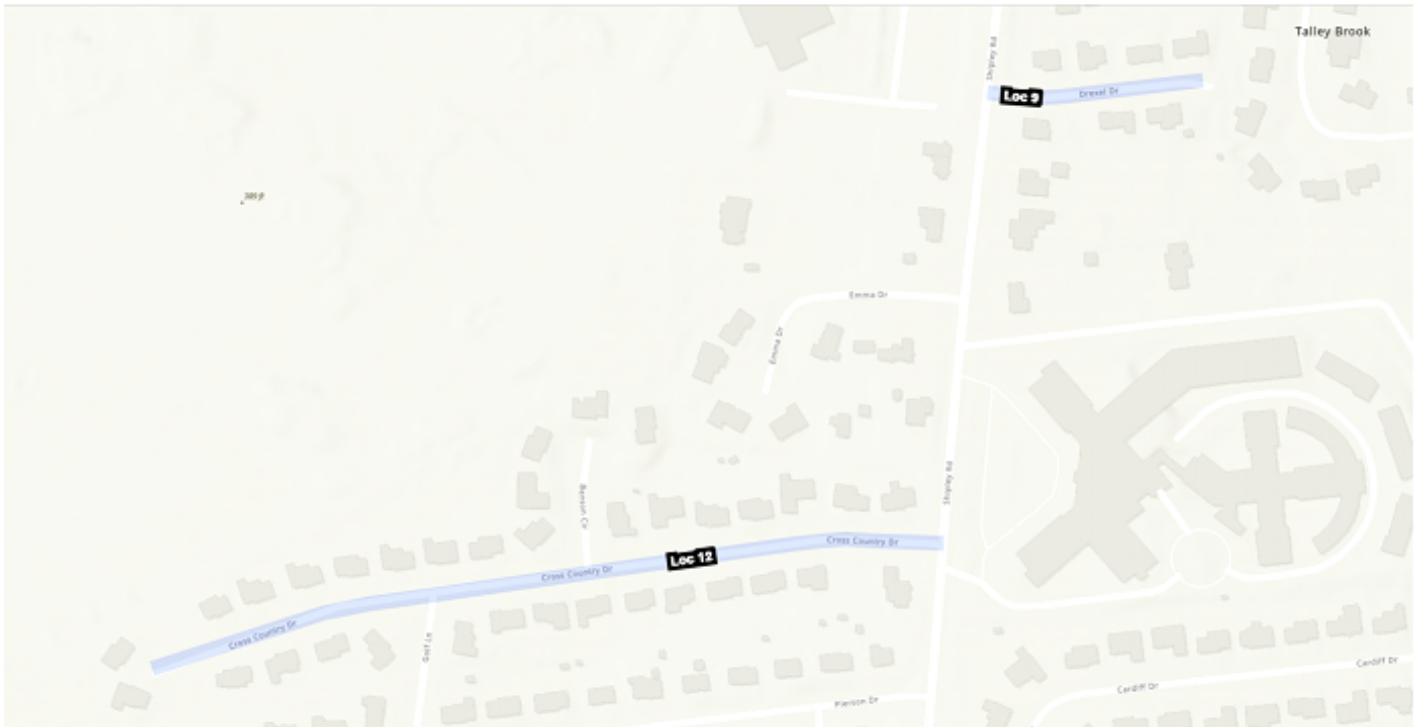 Talley Brook
Shipley Rd
Loc 9
Drexel Dr
Emma Dr
Emma Dr
Shipley Rd
Benson Cir
Cross Country Dr
Loc 12
Cross Country Dr
Cross Country Dr
Golf Ln
Cardiff Dr
Cardiff Dr
Pierson Dr